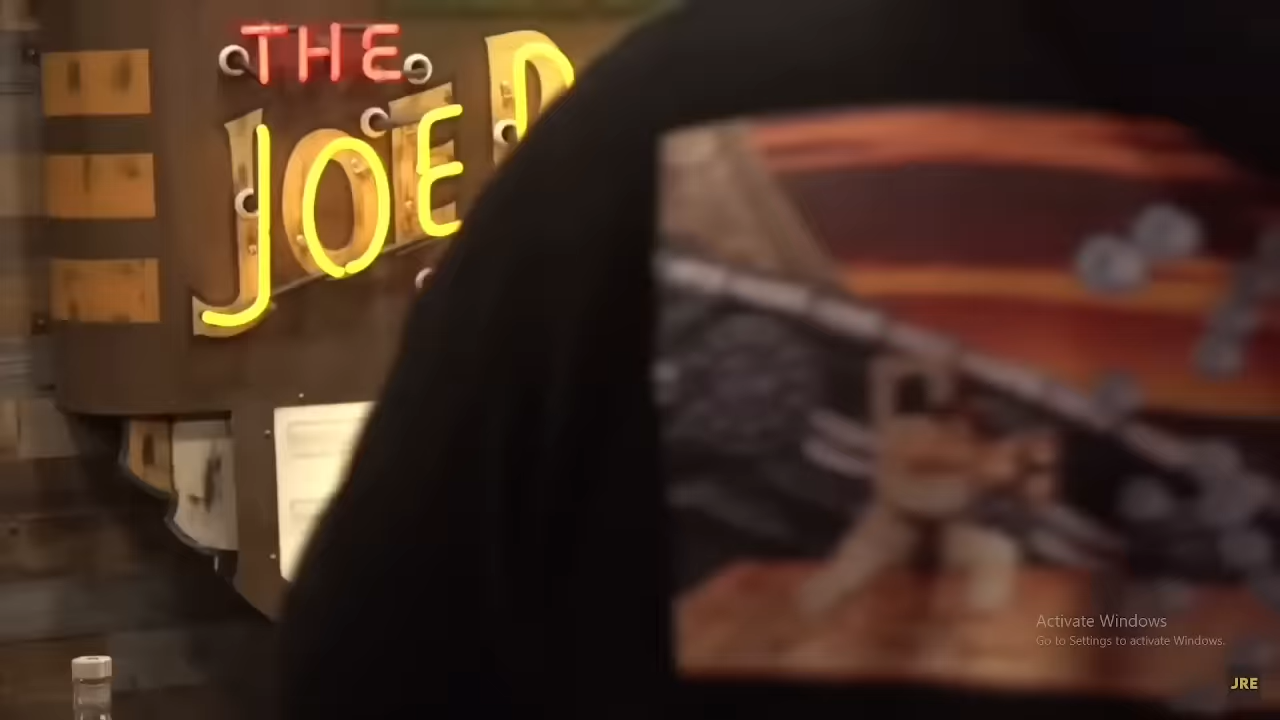 THE
JOE R
Activate Windows
Go to Settings to activate Windows.
JRE